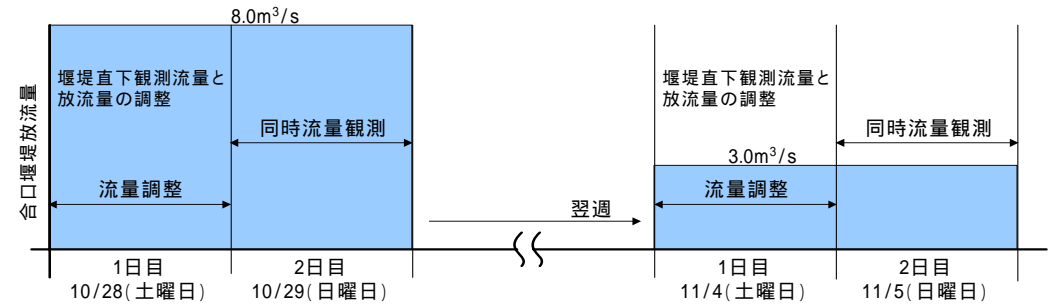 8.0m³/s
合口堰堤放流量
堰堤直下観測流量と
放流量の調整
同時流量観測
流量調整
1日目
10/28(土曜日)
2日目
10/29(日曜日)
翌週
堰堤直下観測流量と
放流量の調整
同時流量観測
3.0m³/s
流量調整
1日目
11/4(土曜日)
2日目
11/5(日曜日)